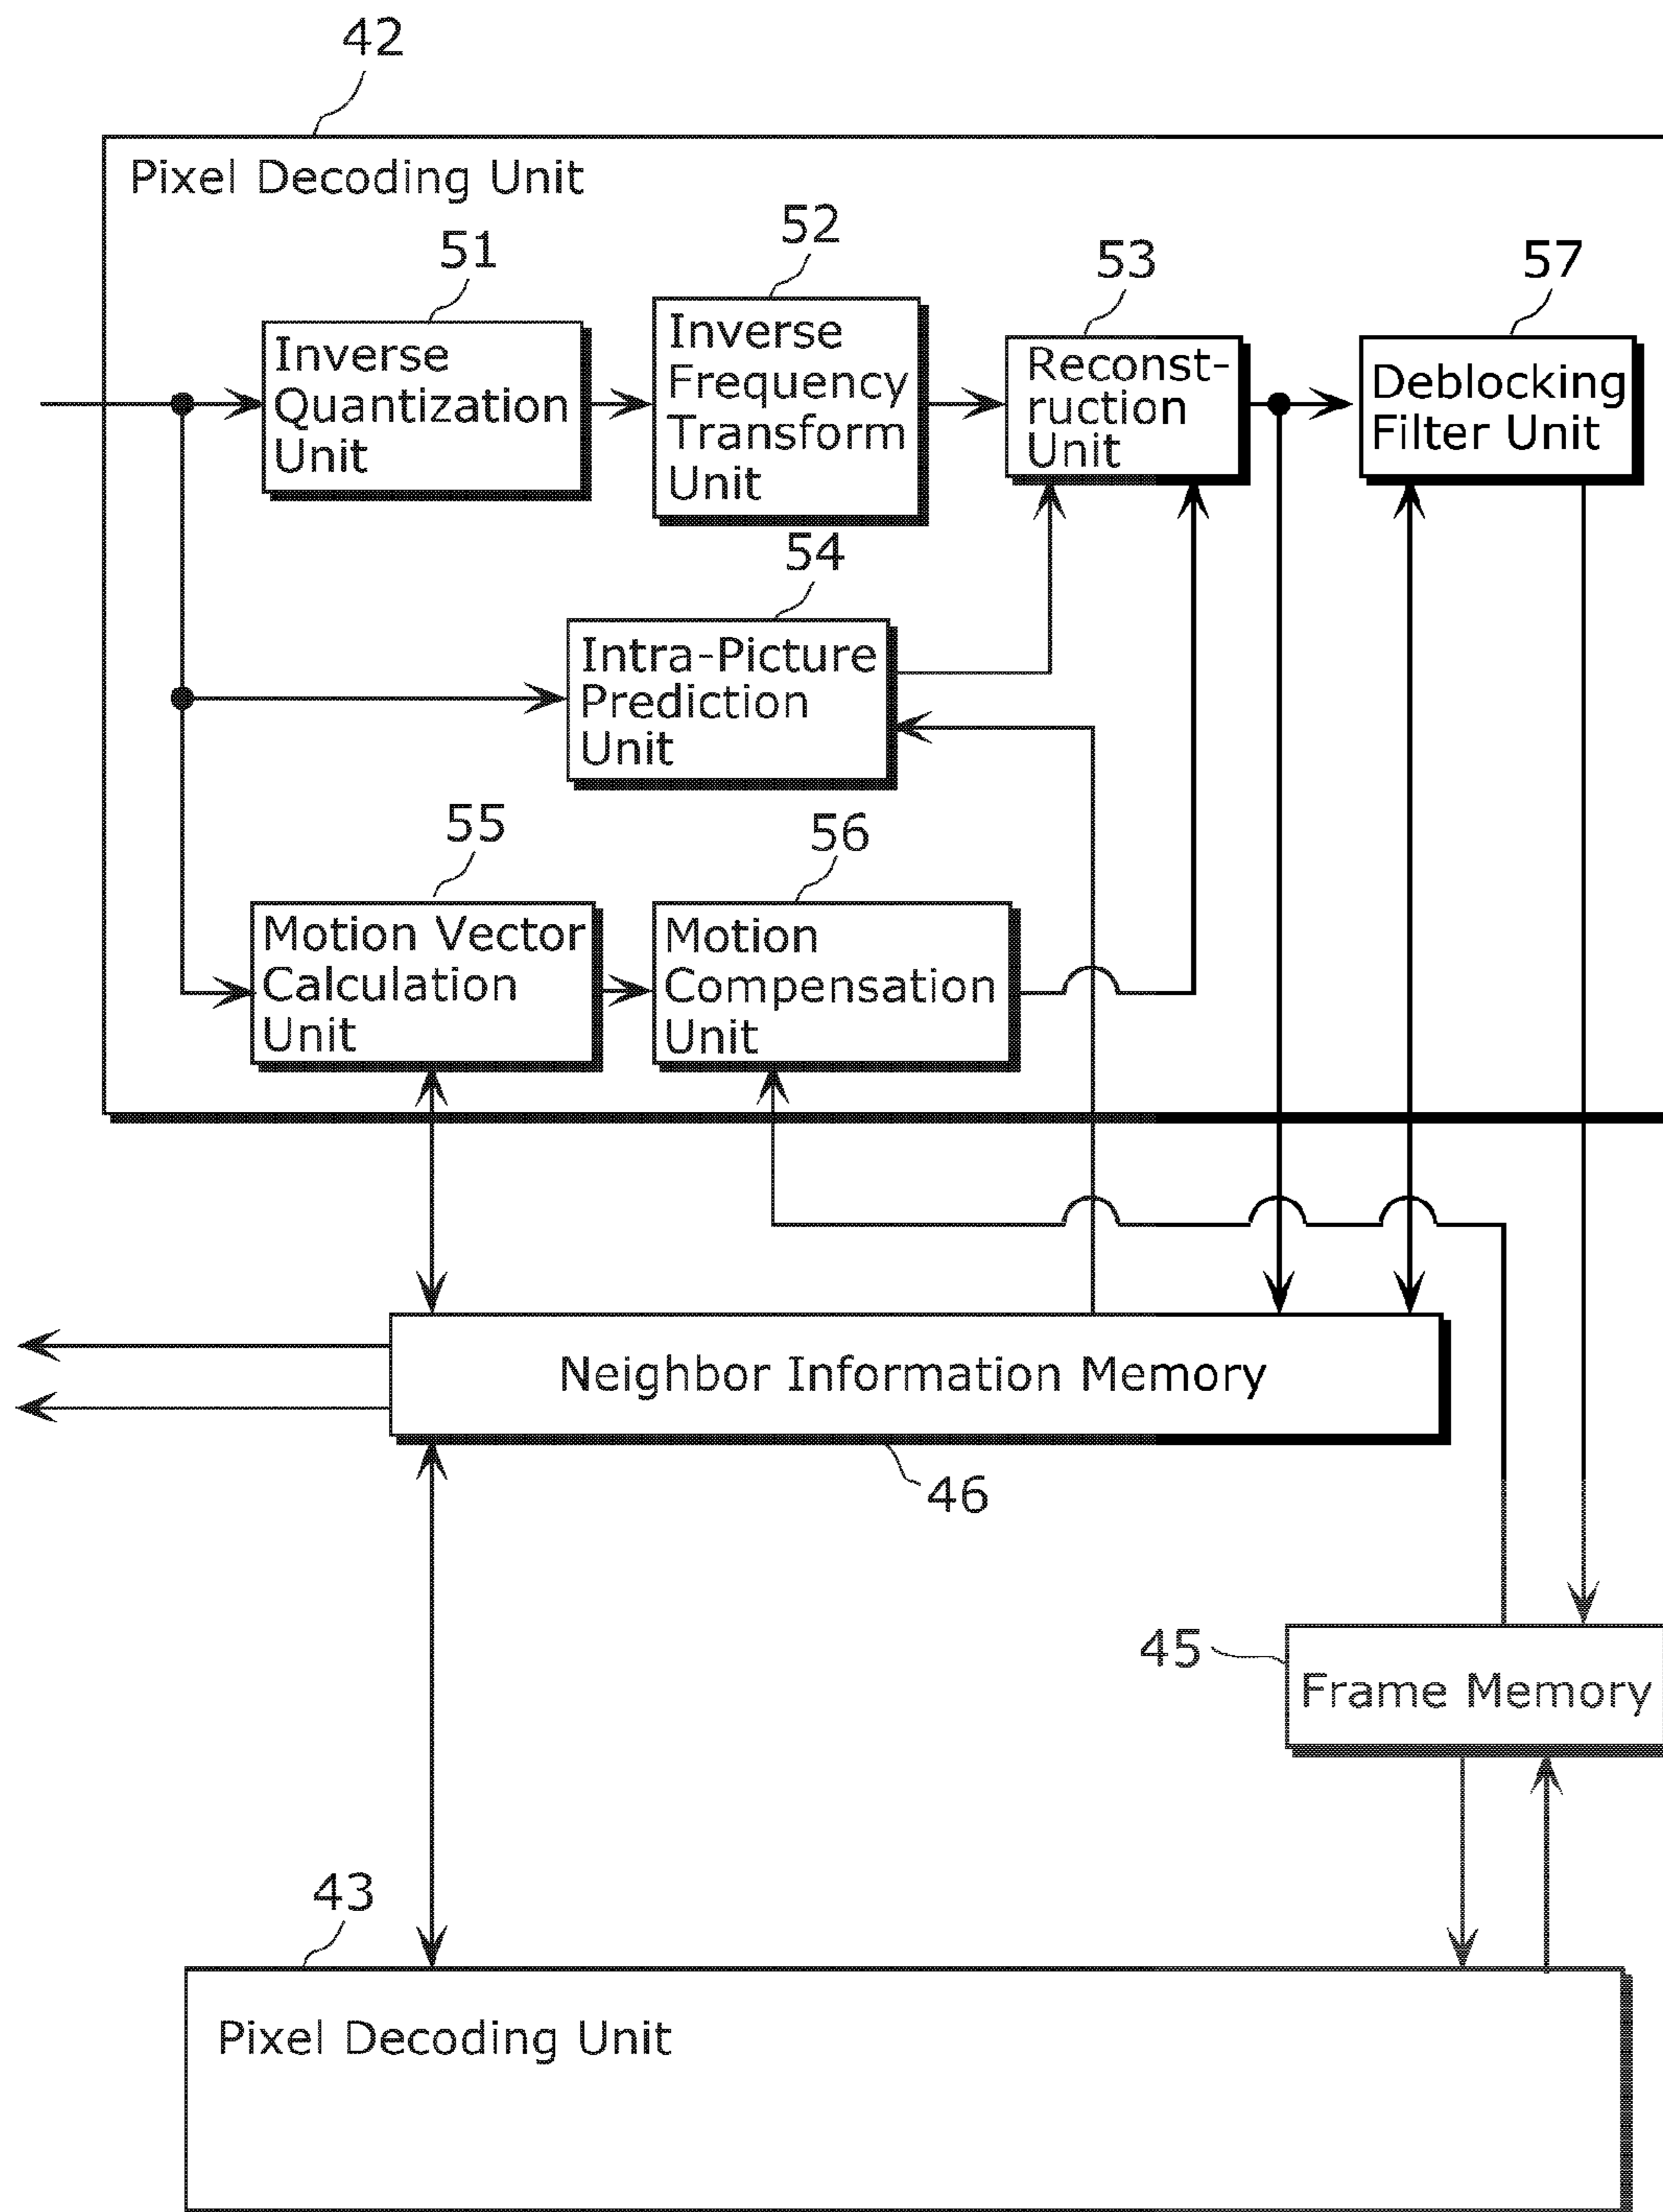 42
Pixel Decoding Unit
51
52
53
57
Inverse
Quantization
Unit
Inverse
Frequency
Transform
Unit
Reconst-
ruction
Unit
Deblocking
Filter Unit
54
Intra-Picture
Prediction
Unit
55
56
Motion Vector
Calculation
Unit
Motion
Compensation
Unit
Neighbor Information Memory
46
45
Frame Memory
43
Pixel Decoding Unit